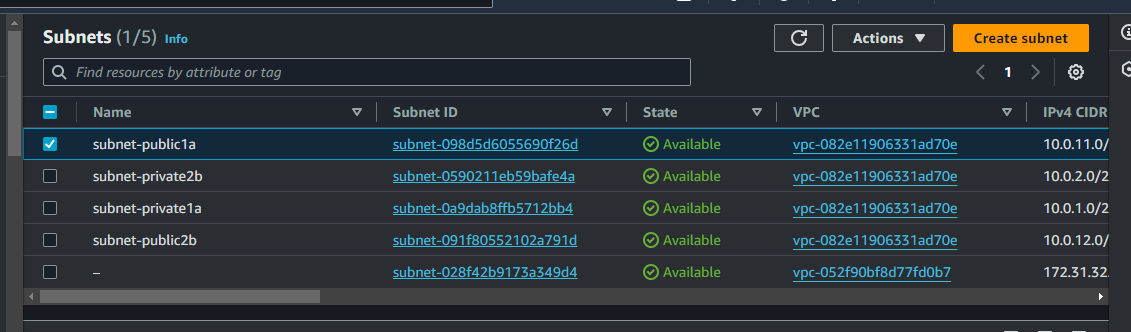 Subnets (1/5) Info
Actions Create subnet
Find resources by attribute or tag
1
Name Subnet ID State VPC IPv4 CIDR
subnet-public1a subnet-098d5d6055690f26d Available vpc-082e11906331ad70e 10.0.11.0/
subnet-private2b subnet-0590211eb59bafe4a Available vpc-082e11906331ad70e 10.0.2.0/2
subnet-private1a subnet-0a9dab8ffb5712bb4 Available vpc-082e11906331ad70e 10.0.1.0/2
subnet-public2b subnet-091f80552102a791d Available vpc-082e11906331ad70e 10.0.12.0/
– subnet-028f42b9173a349d4 Available vpc-052f90bf8d77fd0b7 172.31.32.